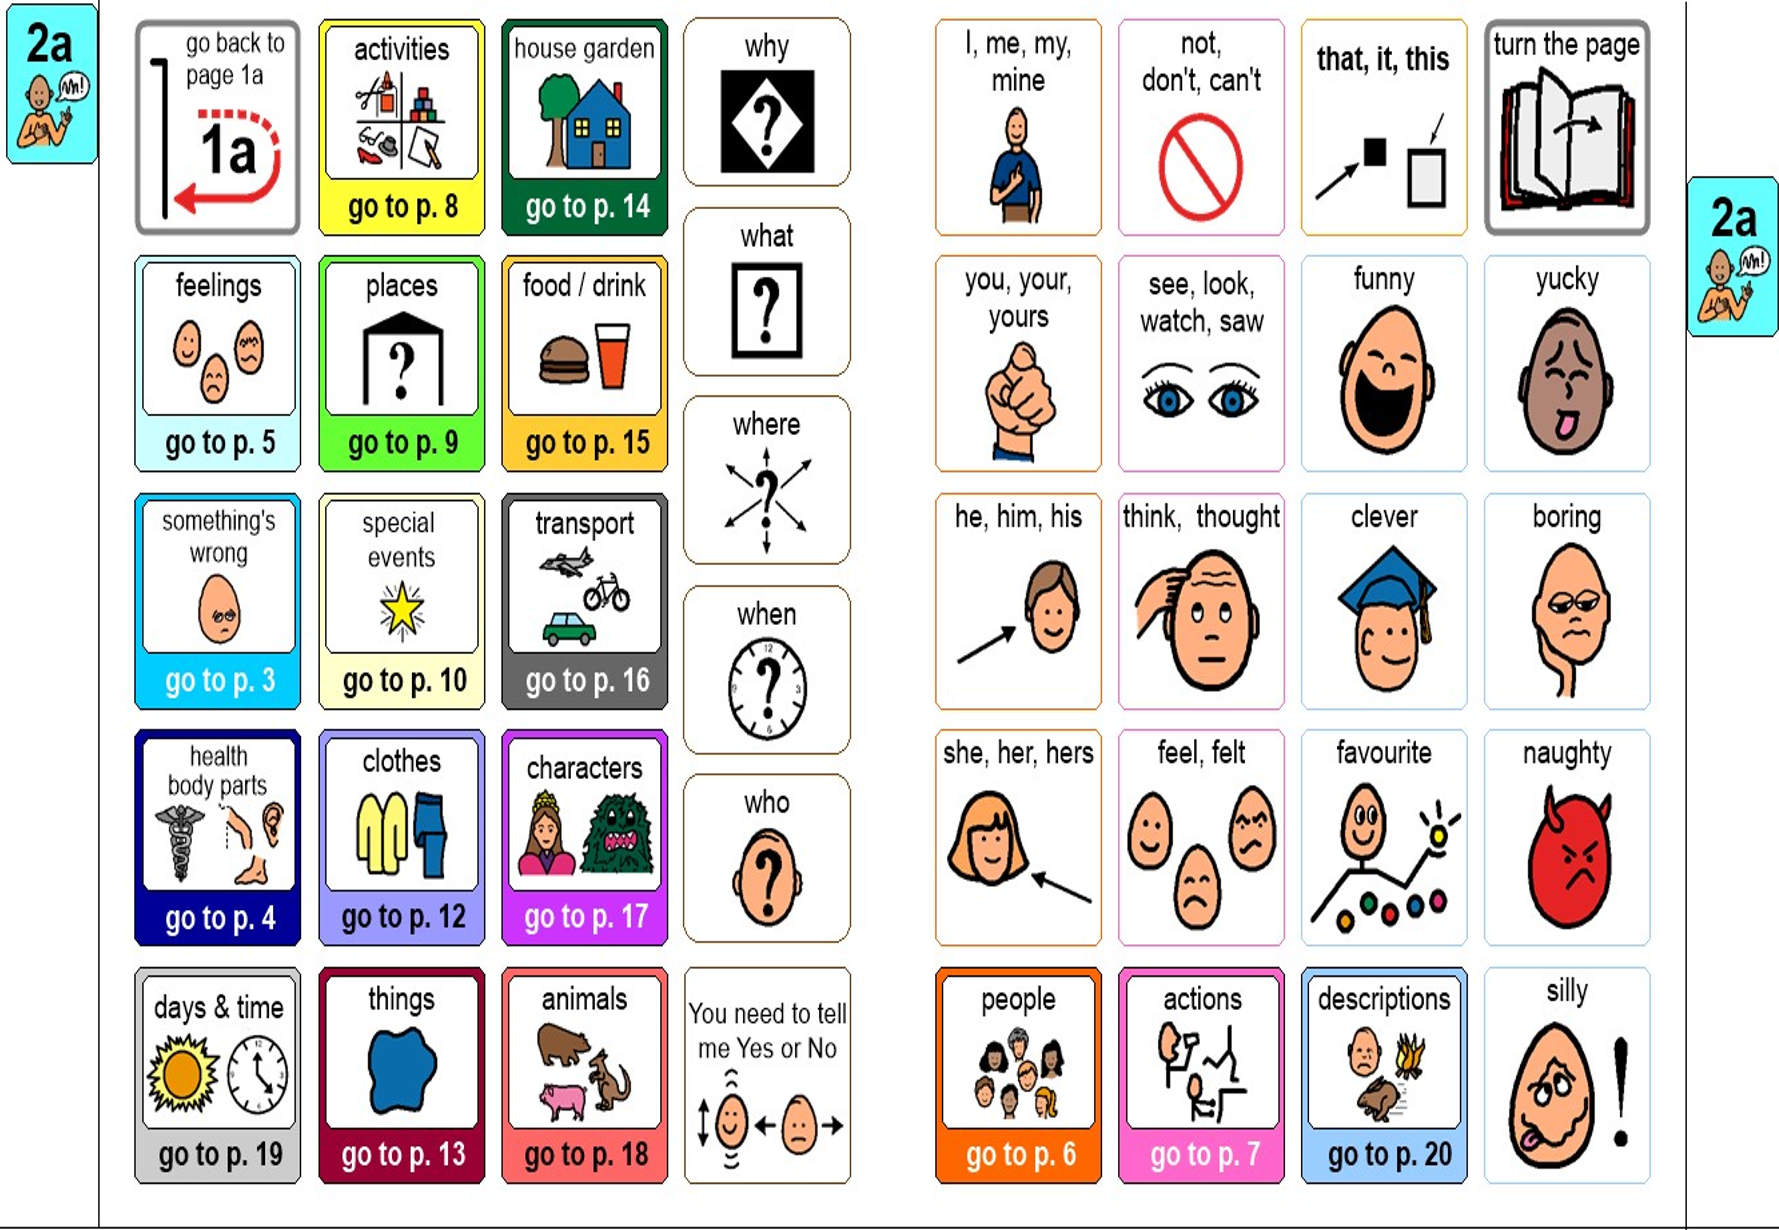 2a
go back to
page 1a
1a
activities
go to p. 8
house garden
go to p. 14
why
?
feelings
go to p. 5
places
?
go to p. 9
food / drink
go to p. 15
what
?
where
?
something's
wrong
go to p. 3
special
events
go to p. 10
transport
go to p. 16
when
12
?
9
3
6
health
body parts
go to p. 4
clothes
go to p. 12
characters
go to p. 17
who
?
days & time
go to p. 19
things
go to p. 13
animals
go to p. 18
You need to tell
me Yes or No
I, me, my,
mine
not,
don't, can't
that, it, this
turn the page
2a
you, your,
yours
see, look,
watch, saw
funny
yucky
he, him, his
think, thought
clever
boring
she, her, hers
feel, felt
favourite
naughty
people
go to p. 6
actions
go to p. 7
descriptions
go to p. 20
silly
!